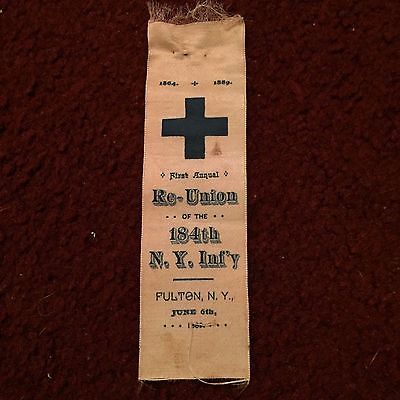 1864. + 1889.
First Annual
Re-Union
OF THE
184th
N. Y. Inf'y
FULTON, N. Y.,
JUNE 6th,